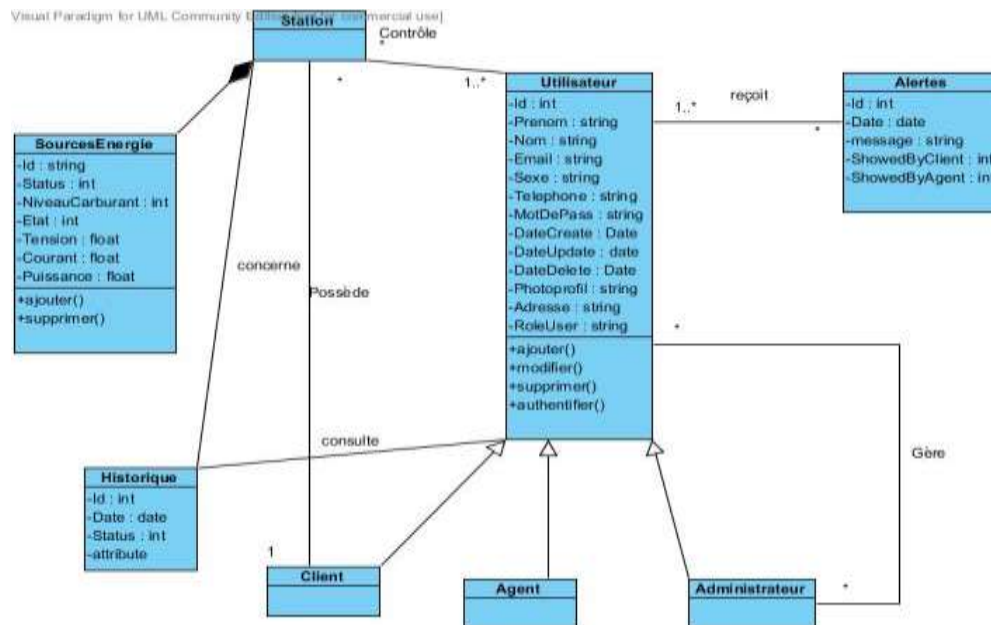 Visual Paradigm for UML Community
mercial use]
Station
Contrôle
*
*
1..*
Utilisateur
-Id : int
-Prenom : string
-Nom : string
-Email : string
-Sexe : string
-Telephone : string
-MotDePass : string
-DateCreate : Date
-DateUpdate : date
-DateDelete : Date
-Photoprofil : string
-Adresse : string
-RoleUser : string
+ajouter()
+modifier()
+supprimer()
+authentifier()
reçoit
1..*
*
Alertes
-Id : int
-Date : date
-message : string
-ShowedByClient : int
-ShowedByAgent : in
SourcesEnergie
-Id : string
-Status : int
-NiveauCarburant : int
-Etat : int
-Tension : float
-Courant : float
-Puissance : float
+ajouter()
+supprimer()
concerne
Possède
*
Gère
consulte
Historique
-Id : int
-Date : date
-Status : int
-attribute
1
Client
Agent
Administrateur
*